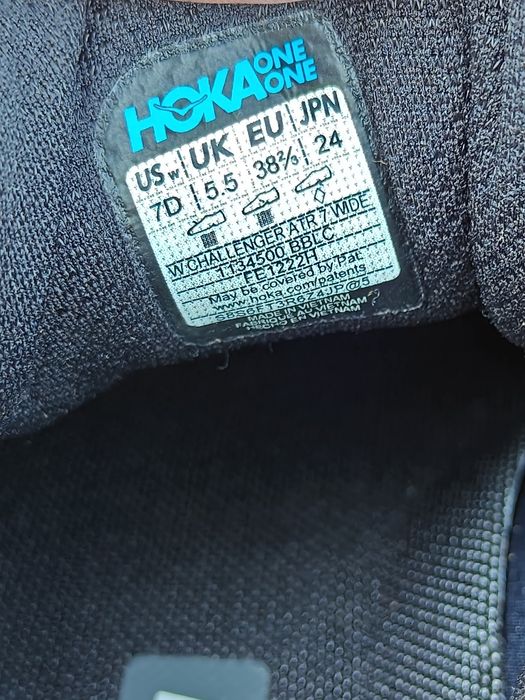 HOKA ONE ONE
US w | UK | EU | JPN
7D | 5.5 | 38⅔ | 24
W CHALLENGER ATR 7 WIDE
1134500 BBLC
FE1222H
May be covered by Pat.
www.hoka.com/patents
MADE IN VIETNAM